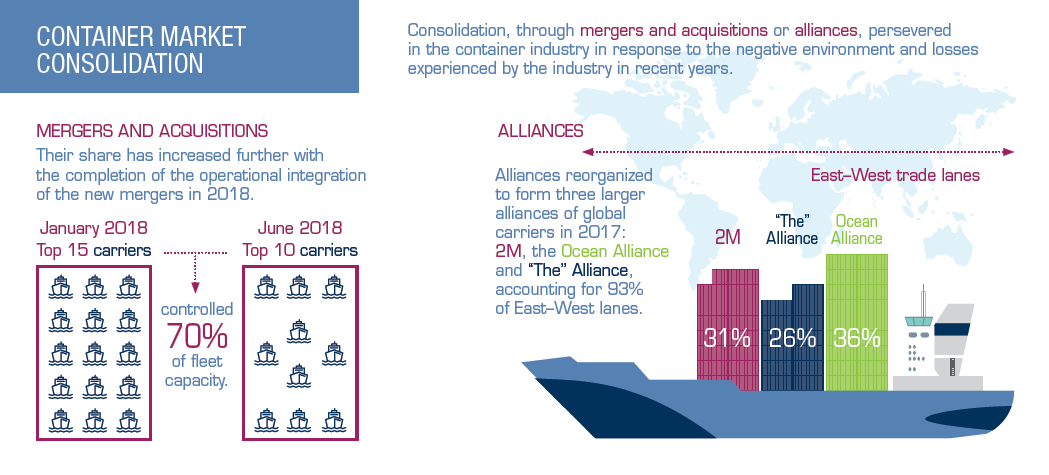 CONTAINER MARKET
CONSOLIDATION
Consolidation, through mergers and acquisitions or alliances, persevered
in the container industry in response to the negative environment and losses
experienced by the industry in recent years.
MERGERS AND ACQUISITIONS
Their share has increased further with
the completion of the operational integration
of the new mergers in 2018.
January 2018
Top 15 carriers
June 2018
Top 10 carriers
controlled
70%
of fleet
capacity.
ALLIANCES
East–West trade lanes
Alliances reorganized
to form three larger
alliances of global
carriers in 2017:
2M, the Ocean Alliance
and “The” Alliance,
accounting for 93%
of East–West lanes.
2M
“The”
Alliance
Ocean
Alliance
31%
26%
36%